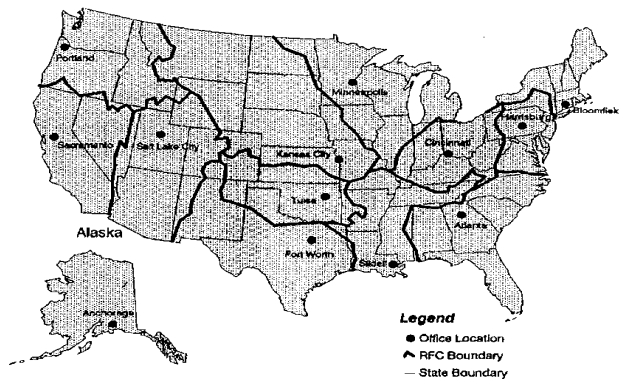 Portland
Minneapolis
Bloomfield
Harrisburg
Sacramento
Salt Lake City
Kansas City
Cincinnati
Tulsa
Atlanta
Alaska
Fort Worth
Slidell
Anchorage
Legend
Office Location
RFC Boundary
State Boundary